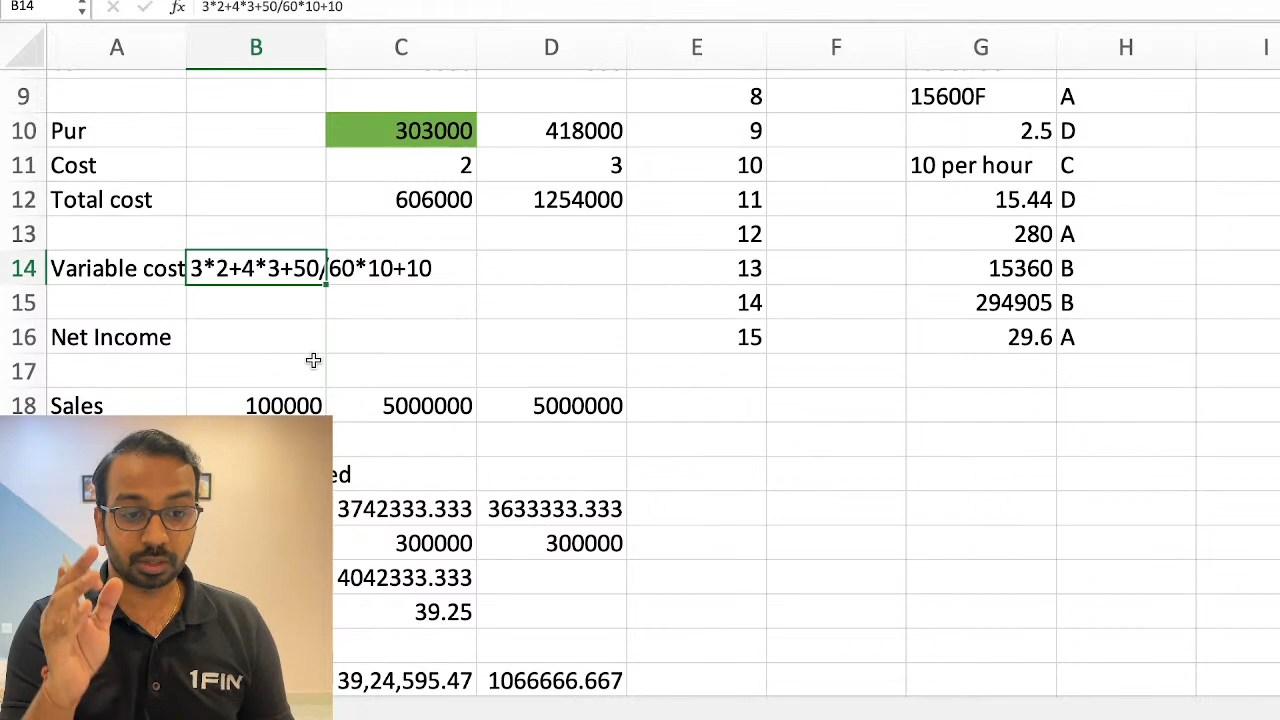 B14 fx 3*2+4*3+50/60*10+10
A B C D E F G H I
9 8 15600F A
10 Pur 303000 418000 9 2.5 D
11 Cost 2 3 10 10 per hour C
12 Total cost 606000 1254000 11 15.44 D
13 12 280 A
14 Variable cost 3*2+4*3+50/60*10+10 13 15360 B
15 14 294905 B
16 Net Income 15 29.6 A
17
18 Sales 100000 5000000 5000000
ed
3742333.333 3633333.333
300000 300000
4042333.333
39.25
39,24,595.47 1066666.667
1FIN